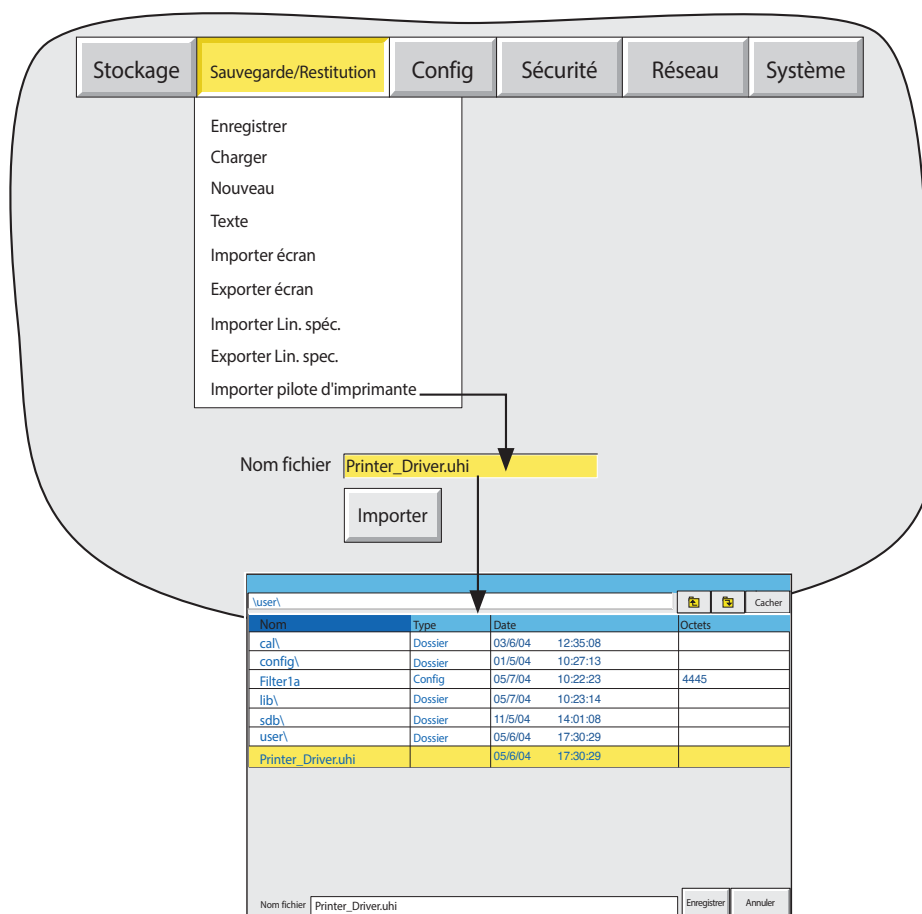 Stockage Sauvegarde/Restitution Config Sécurité Réseau Système
Enregistrer
Charger
Nouveau
Texte
Importer écran
Exporter écran
Importer Lin. spéc.
Exporter Lin. spec.
Importer pilote d'imprimante
Nom fichier Printer_Driver.uhi
Importer
\user\ Cacher
Nom Type Date Octets
cal\ Dossier 03/6/04 12:35:08
config\ Dossier 01/5/04 10:27:13
Filter1a Config 05/7/04 10:22:23 4445
lib\ Dossier 05/7/04 10:23:14
sdb\ Dossier 11/5/04 14:01:08
user\ Dossier 05/6/04 17:30:29
Printer_Driver.uhi 05/6/04 17:30:29
Nom fichier Printer_Driver.uhi Enregistrer Annuler